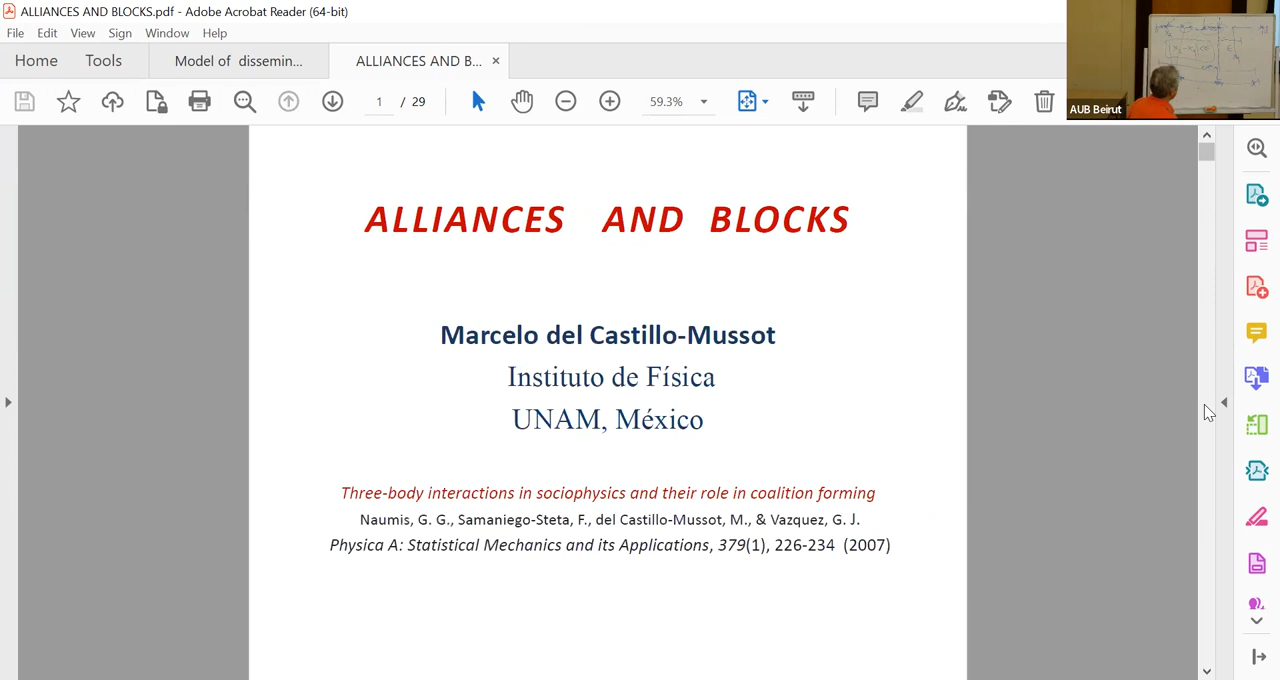 ALLIANCES AND BLOCKS.pdf - Adobe Acrobat Reader (64-bit)
File Edit View Sign Window Help
Home Tools Model of dissemin... ALLIANCES AND B... ×
1 / 29 59.3%
AUB Beirut
ALLIANCES AND BLOCKS
Marcelo del Castillo-Mussot
Instituto de Física
UNAM, México
Three-body interactions in sociophysics and their role in coalition forming
Naumis, G. G., Samaniego-Steta, F., del Castillo-Mussot, M., & Vazquez, G. J.
Physica A: Statistical Mechanics and its Applications, 379(1), 226-234 (2007)